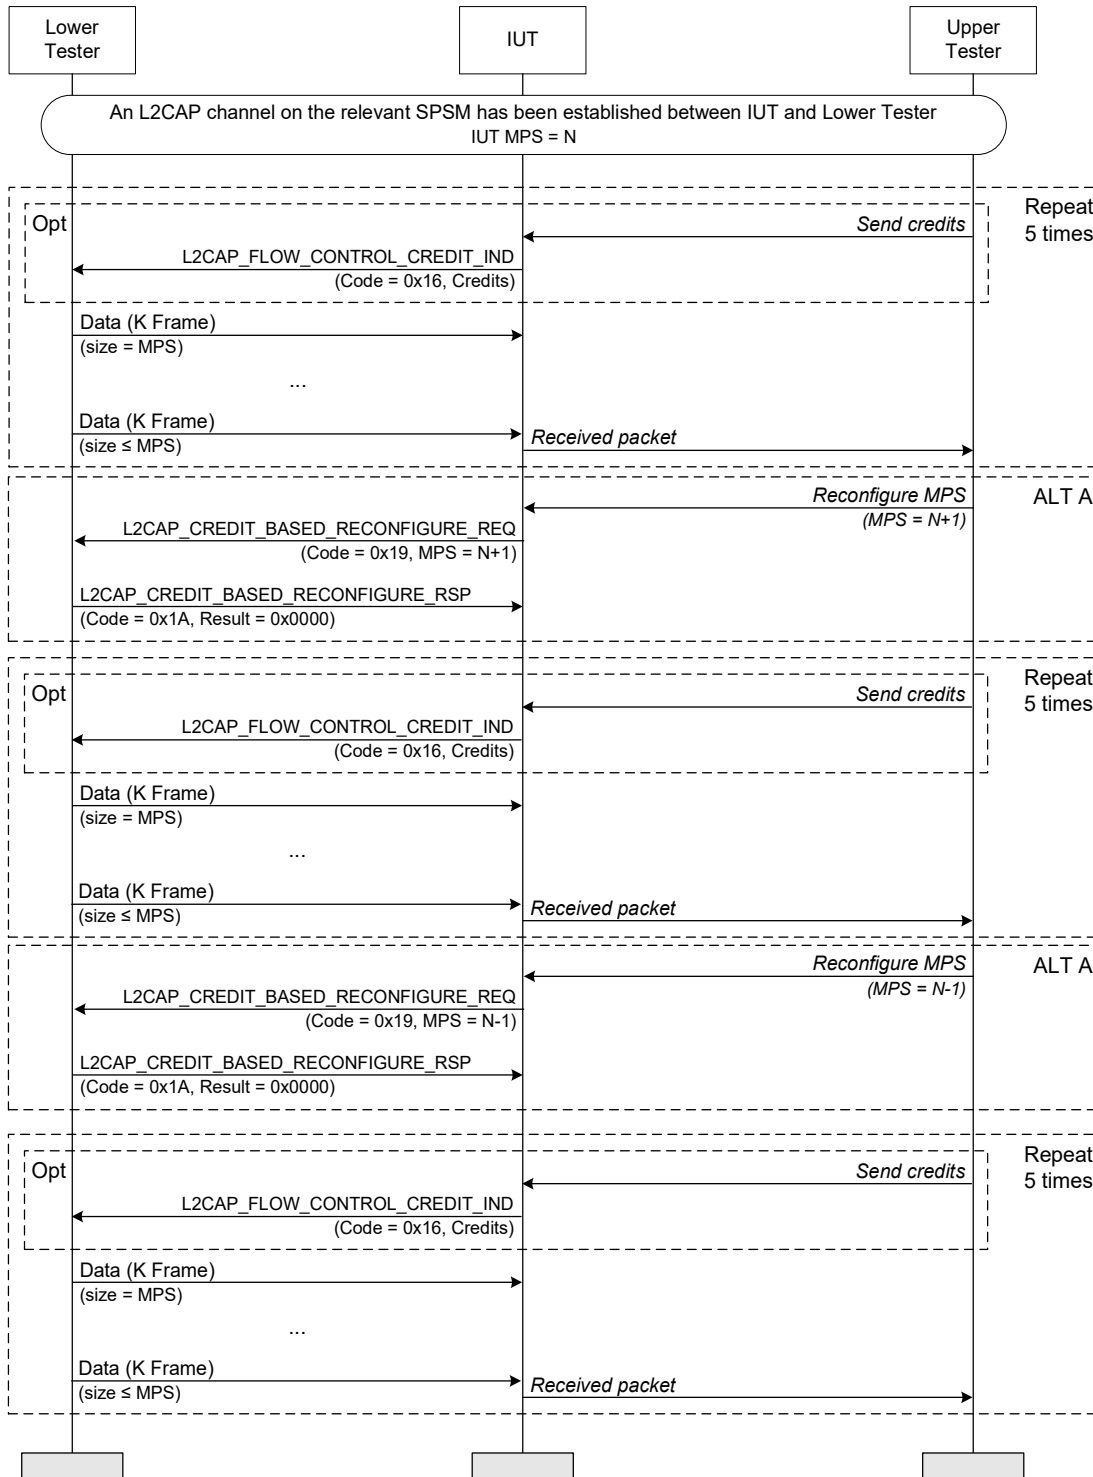 Lower
Tester
IUT
Upper
Tester
An L2CAP channel on the relevant SPSM has been established between IUT and Lower Tester
IUT MPS = N
Repeat
5 times
Opt
Send credits
L2CAP_FLOW_CONTROL_CREDIT_IND
(Code = 0x16, Credits)
Data (K Frame)
(size = MPS)
...
Data (K Frame)
(size ≤ MPS)
Received packet
ALT A
Reconfigure MPS
(MPS = N+1)
L2CAP_CREDIT_BASED_RECONFIGURE_REQ
(Code = 0x19, MPS = N+1)
L2CAP_CREDIT_BASED_RECONFIGURE_RSP
(Code = 0x1A, Result = 0x0000)
Repeat
5 times
Opt
Send credits
L2CAP_FLOW_CONTROL_CREDIT_IND
(Code = 0x16, Credits)
Data (K Frame)
(size = MPS)
...
Data (K Frame)
(size ≤ MPS)
Received packet
ALT A
Reconfigure MPS
(MPS = N-1)
L2CAP_CREDIT_BASED_RECONFIGURE_REQ
(Code = 0x19, MPS = N-1)
L2CAP_CREDIT_BASED_RECONFIGURE_RSP
(Code = 0x1A, Result = 0x0000)
Repeat
5 times
Opt
Send credits
L2CAP_FLOW_CONTROL_CREDIT_IND
(Code = 0x16, Credits)
Data (K Frame)
(size = MPS)
...
Data (K Frame)
(size ≤ MPS)
Received packet